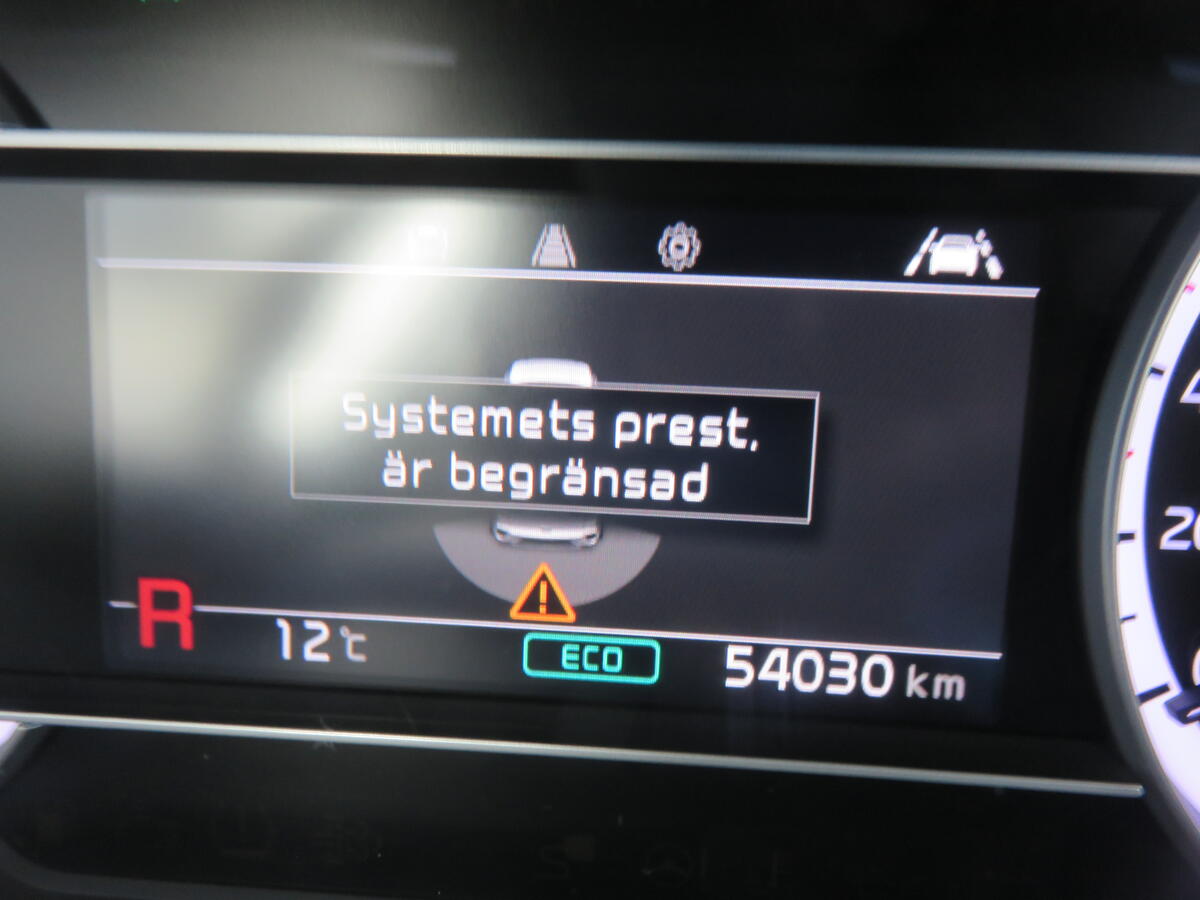 Systemets prest.
är begränsad
R 12°C ECO 54030 km